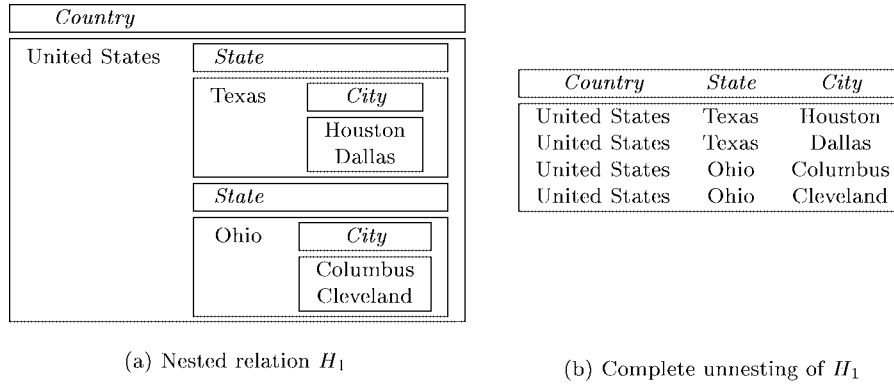 Country
United States State
Texas City
Houston
Dallas
State
Ohio City
Columbus
Cleveland
(a) Nested relation H1
Country State City
United States Texas Houston
United States Texas Dallas
United States Ohio Columbus
United States Ohio Cleveland
(b) Complete unnesting of H1